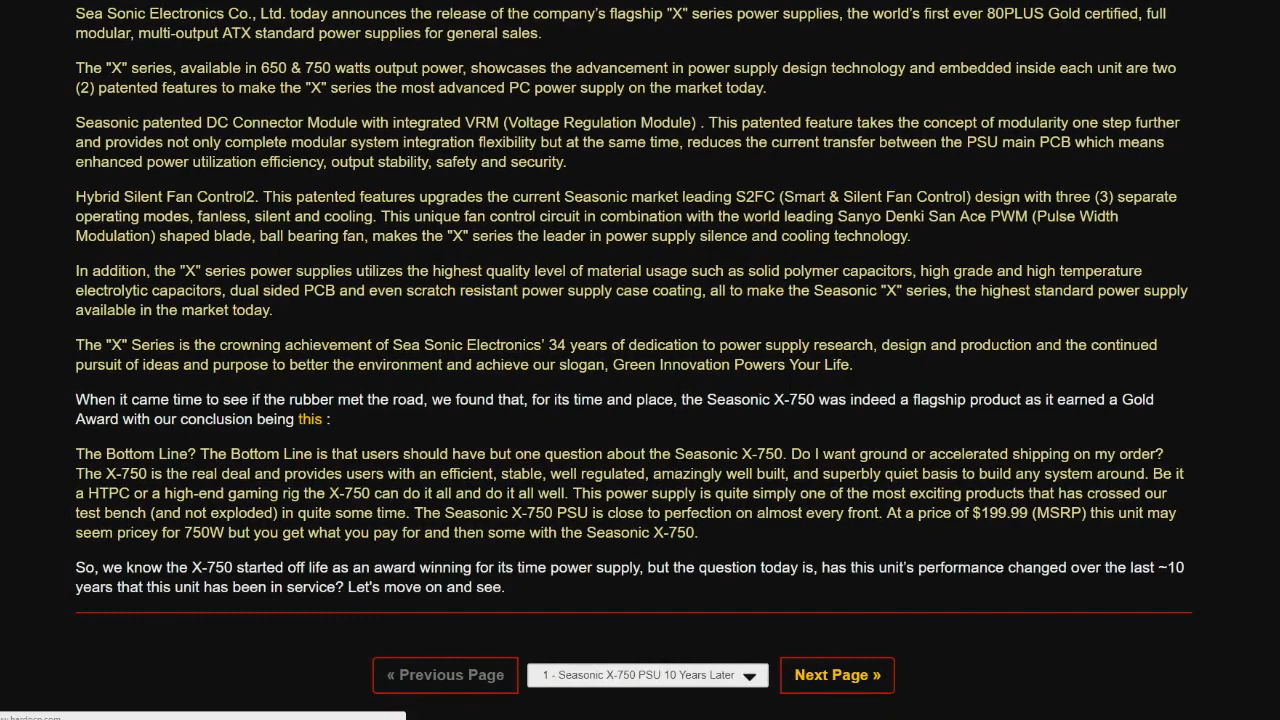 Sea Sonic Electronics Co., Ltd. today announces the release of the company’s flagship "X" series power supplies, the world’s first ever 80PLUS Gold certified, full
modular, multi-output ATX standard power supplies for general sales.
The "X" series, available in 650 & 750 watts output power, showcases the advancement in power supply design technology and embedded inside each unit are two
(2) patented features to make the "X" series the most advanced PC power supply on the market today.
Seasonic patented DC Connector Module with integrated VRM (Voltage Regulation Module) . This patented feature takes the concept of modularity one step further
and provides not only complete modular system integration flexibility but at the same time, reduces the current transfer between the PSU main PCB which means
enhanced power utilization efficiency, output stability, safety and security.
Hybrid Silent Fan Control2. This patented features upgrades the current Seasonic market leading S2FC (Smart & Silent Fan Control) design with three (3) separate
operating modes, fanless, silent and cooling. This unique fan control circuit in combination with the world leading Sanyo Denki San Ace PWM (Pulse Width
Modulation) shaped blade, ball bearing fan, makes the "X" series the leader in power supply silence and cooling technology.
In addition, the "X" series power supplies utilizes the highest quality level of material usage such as solid polymer capacitors, high grade and high temperature
electrolytic capacitors, dual sided PCB and even scratch resistant power supply case coating, all to make the Seasonic "X" series, the highest standard power supply
available in the market today.
The "X" Series is the crowning achievement of Sea Sonic Electronics’ 34 years of dedication to power supply research, design and production and the continued
pursuit of ideas and purpose to better the environment and achieve our slogan, Green Innovation Powers Your Life.
When it came time to see if the rubber met the road, we found that, for its time and place, the Seasonic X-750 was indeed a flagship product as it earned a Gold
Award with our conclusion being this :
The Bottom Line? The Bottom Line is that users should have but one question about the Seasonic X-750. Do I want ground or accelerated shipping on my order?
The X-750 is the real deal and provides users with an efficient, stable, well regulated, amazingly well built, and superbly quiet basis to build any system around. Be it
a HTPC or a high-end gaming rig the X-750 can do it all and do it all well. This power supply is quite simply one of the most exciting products that has crossed our
test bench (and not exploded) in quite some time. The Seasonic X-750 PSU is close to perfection on almost every front. At a price of $199.99 (MSRP) this unit may
seem pricey for 750W but you get what you pay for and then some with the Seasonic X-750.
So, we know the X-750 started off life as an award winning for its time power supply, but the question today is, has this unit’s performance changed over the last ~10
years that this unit has been in service? Let's move on and see.
« Previous Page
1 - Seasonic X-750 PSU 10 Years Later
Next Page »